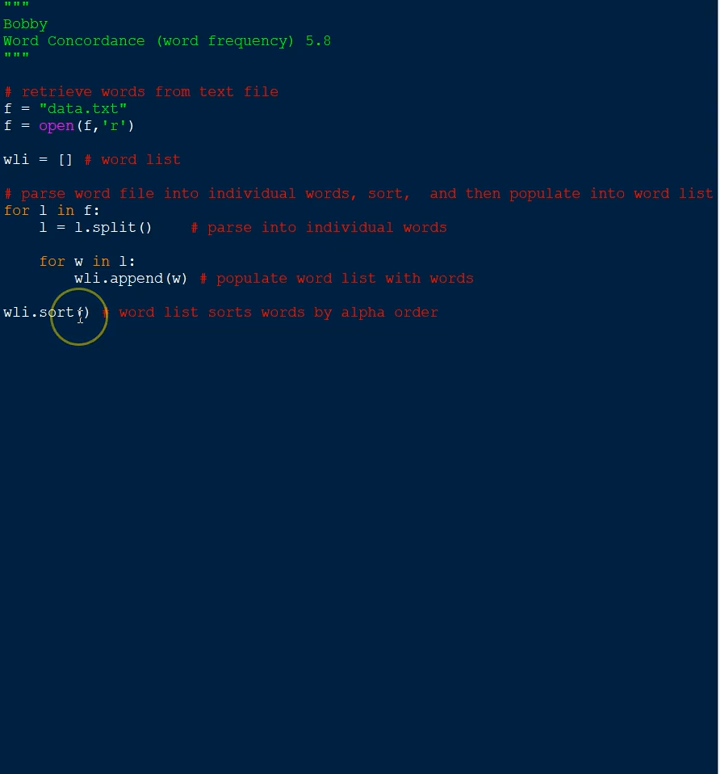 """
Bobby
Word Concordance (word frequency) 5.8
"""
# retrieve words from text file
f = "data.txt"
f = open(f,'r')
wli = [] # word list
# parse word file into individual words, sort,  and then populate into word list
for l in f:
    l = l.split()    # parse into individual words
    for w in l:
        wli.append(w) # populate word list with words
wli.sort() # word list sorts words by alpha order